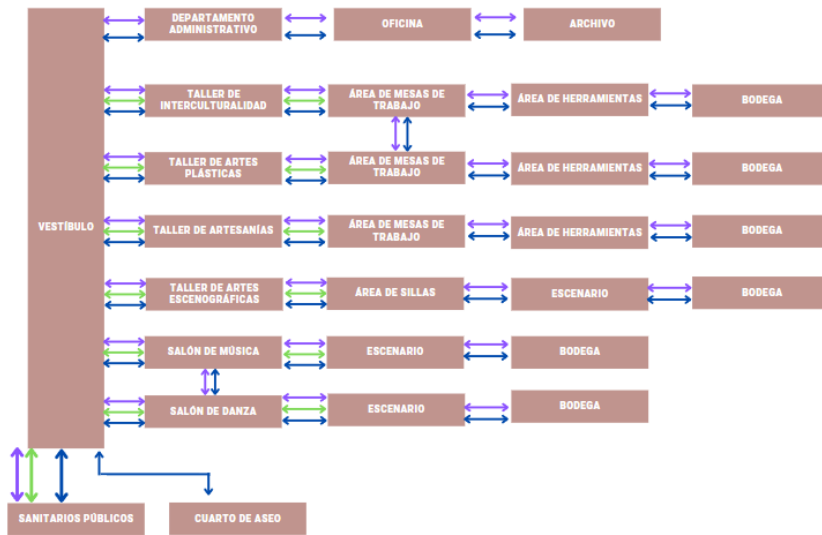 DEPARTAMENTO
ADMINISTRATIVO
OFICINA
ARCHIVO
TALLER DE
INTERCULTURALIDAD
ÁREA DE MESAS DE
TRABAJO
ÁREA DE HERRAMIENTAS
BODEGA
TALLER DE ARTES
PLÁSTICAS
ÁREA DE MESAS DE
TRABAJO
ÁREA DE HERRAMIENTAS
BODEGA
VESTÍBULO
TALLER DE ARTESANÍAS
ÁREA DE MESAS DE
TRABAJO
ÁREA DE HERRAMIENTAS
BODEGA
TALLER DE ARTES
ESCENOGRÁFICAS
ÁREA DE SILLAS
ESCENARIO
BODEGA
SALÓN DE MÚSICA
ESCENARIO
BODEGA
SALÓN DE DANZA
ESCENARIO
BODEGA
SANITARIOS PÚBLICOS
CUARTO DE ASEO